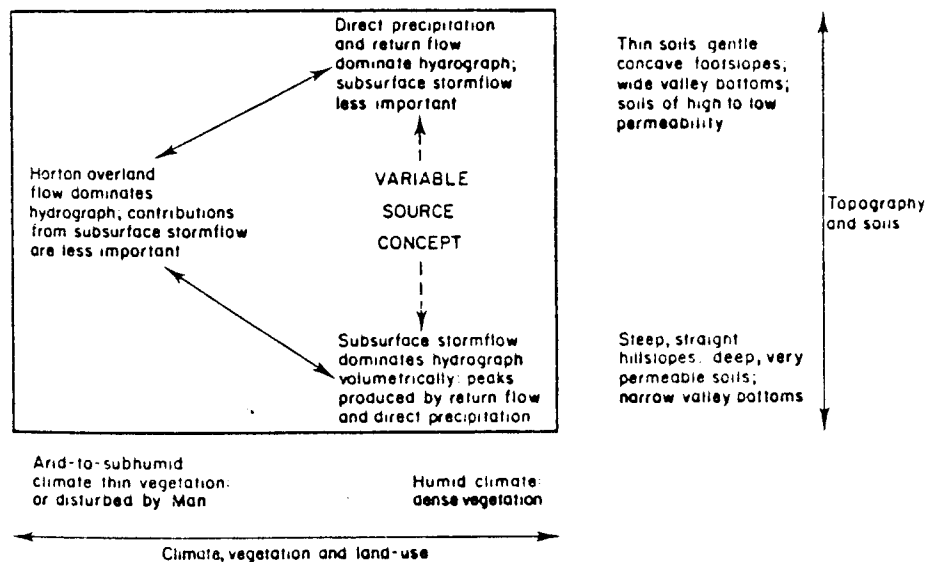 Direct precipitation
and return flow
dominate hydrograph;
subsurface stormflow
less important
Thin soils gentle
concave footslopes;
wide valley bottoms;
soils of high to low
permeability
Horton overland
flow dominates
hydrograph; contributions
from subsurface stormflow
are less important
VARIABLE
SOURCE
CONCEPT
Topography
and soils
Subsurface stormflow
dominates hydrograph
volumetrically: peaks
produced by return flow
and direct precipitation
Steep, straight
hillslopes. deep, very
permeable soils;
narrow valley bottoms
Arid-to-subhumid
climate thin vegetation:
or disturbed by Man
Humid climate:
dense vegetation
Climate, vegetation and land-use